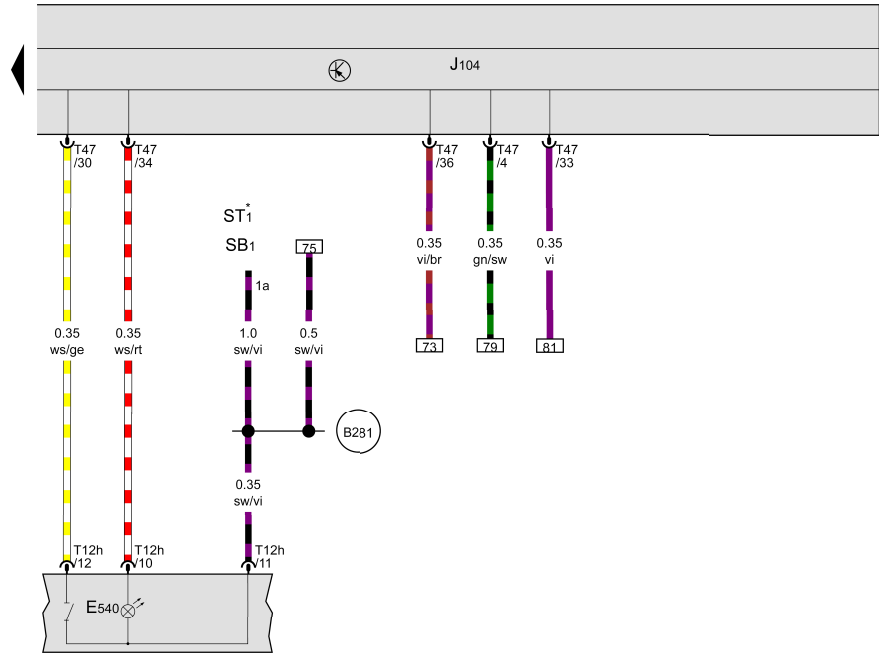 J104
T47 T47 T47 T47 T47
/30 /34 /36 /4 /33
ST1*
SB1 75
0.35 0.35 0.35
vi/br gn/sw vi
1a
0.35 0.35 1.0 0.5
ws/ge ws/rt sw/vi sw/vi
73 79 81
B281
0.35
sw/vi
T12h T12h T12h
/12 /10 /11
E540